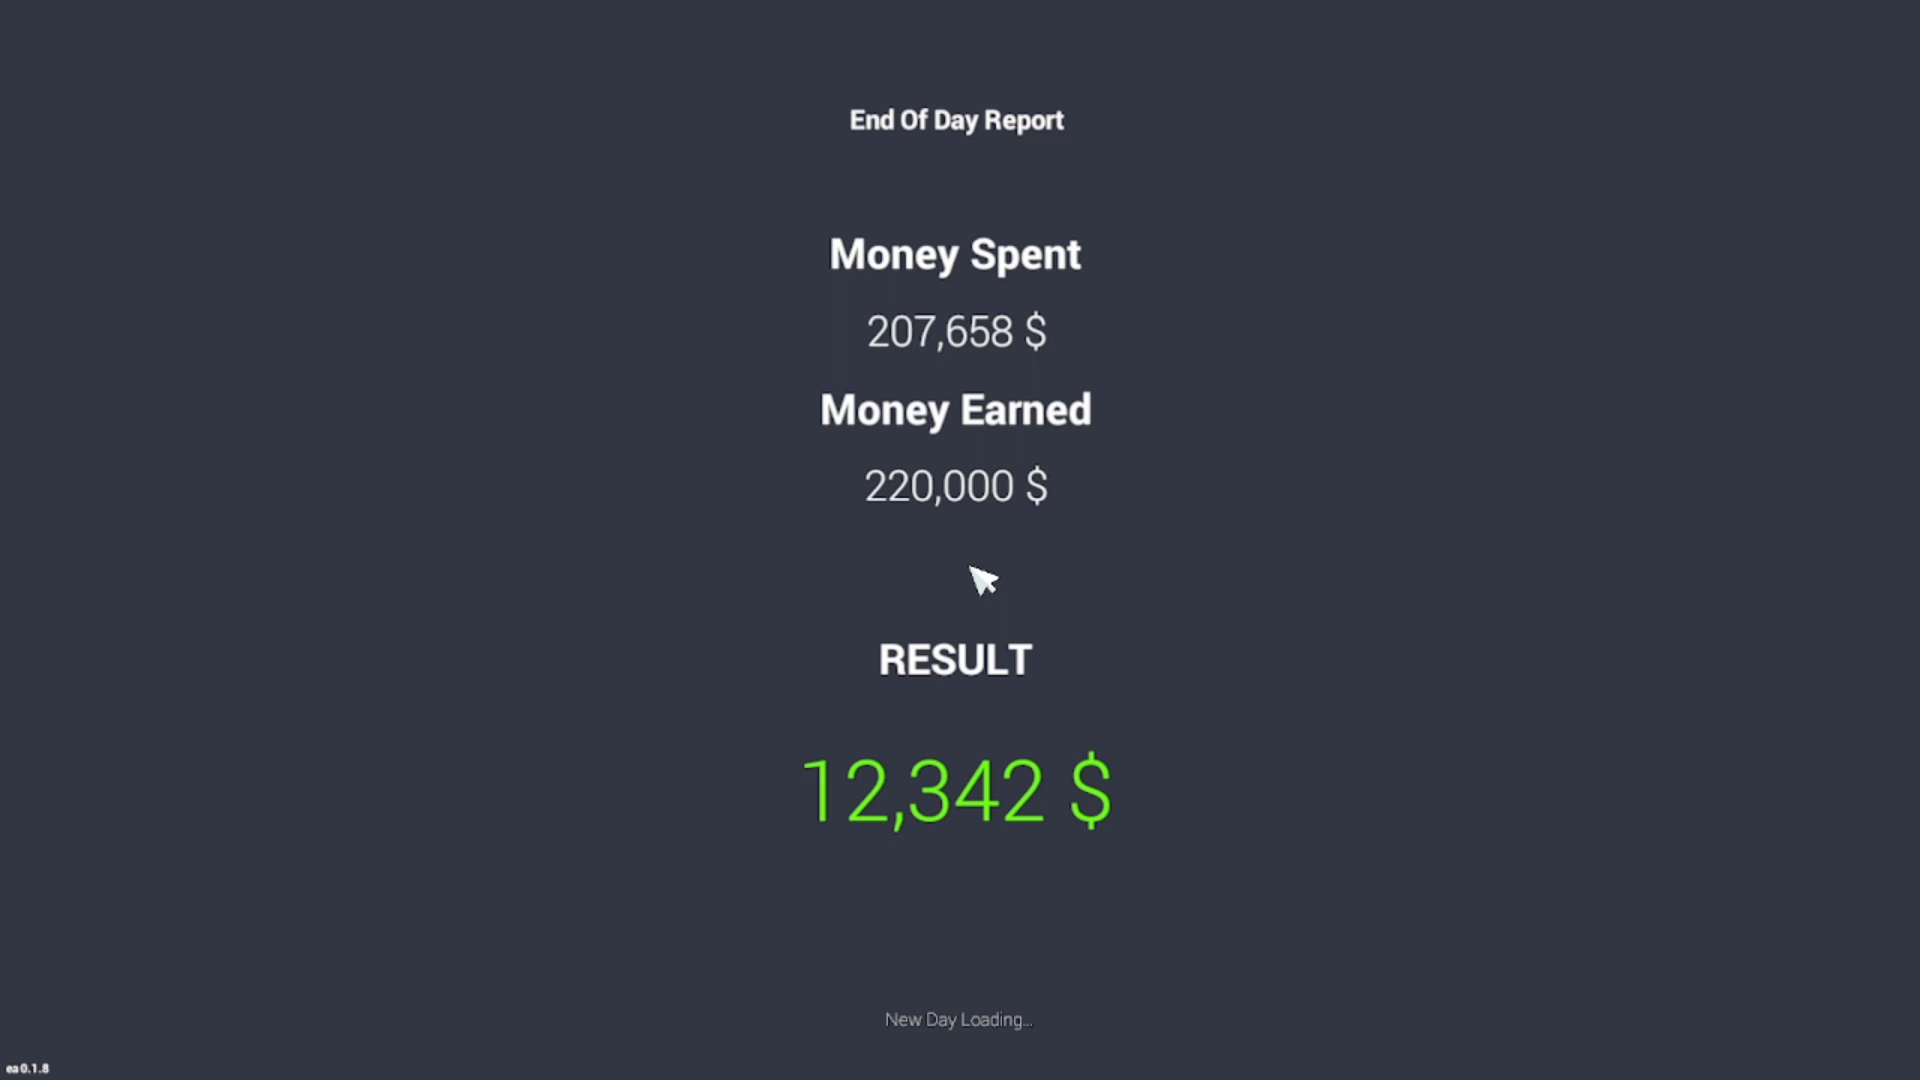 End Of Day Report
Money Spent
207,658 $
Money Earned
220,000 $
RESULT
12,342 $
New Day Loading...
ea0.1.8